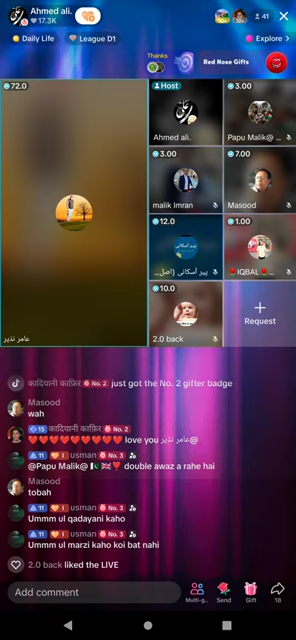 Ahmed ali.
17.3K
41
Daily Life
League D1
Explore >
Thanks
Red Nose Gifts
72.0
Host
Ahmed ali.
3.00
Papu Malik@ ...
3.00
malik Imran
7.00
Masood
12.0
پیر آسکانی (اصل...
1.00
IQBAL
10.0
2.0 back
عامر نذیر
+
Request
कादियानी काफ़िर No. 2 just got the No. 2 gifter badge
Masood
wah
15 कादियानी काफ़िर No. 2
❤️❤️❤️❤️❤️❤️❤️❤️❤️❤️ love you عامر نذیر@
11 I usman No. 3
@Papu Malik@ 🇵🇰 🇬🇧 double awaz a rahe hai
Masood
tobah
11 I usman No. 3
Ummm ul qadayani kaho
11 I usman No. 3
Ummm ul marzi kaho koi bat nahi
2.0 back liked the LIVE
Add comment
Multi-g...
Send
Gift
18